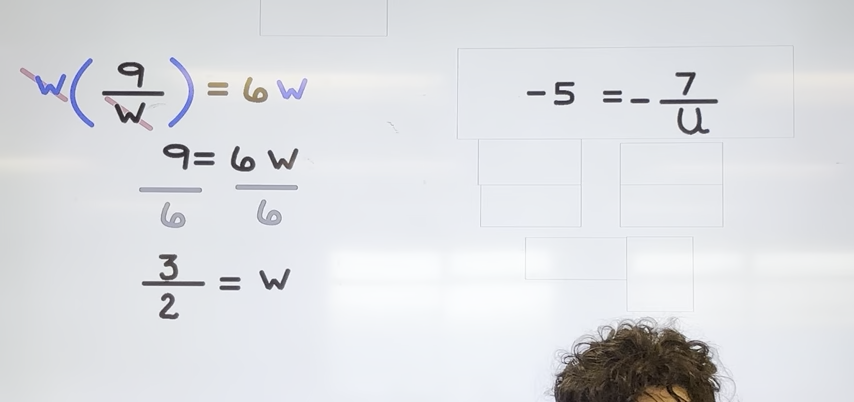 w(9/w) = 6w
9 = 6w
6 6
3/2 = w
-5 = -7/u